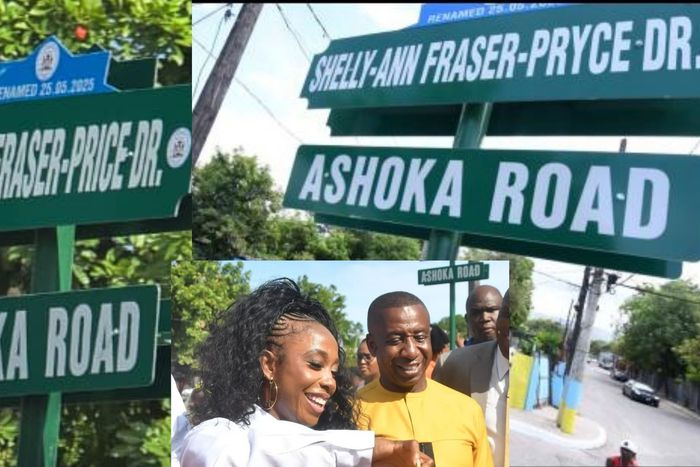 RENAMED 25.05.2025
FRASER-PRICE DR.
KA ROAD
RENAMED 25.05.20
SHELLY-ANN FRASER-PRYCE DR.
ASHOKA ROAD
ASHOKA ROAD